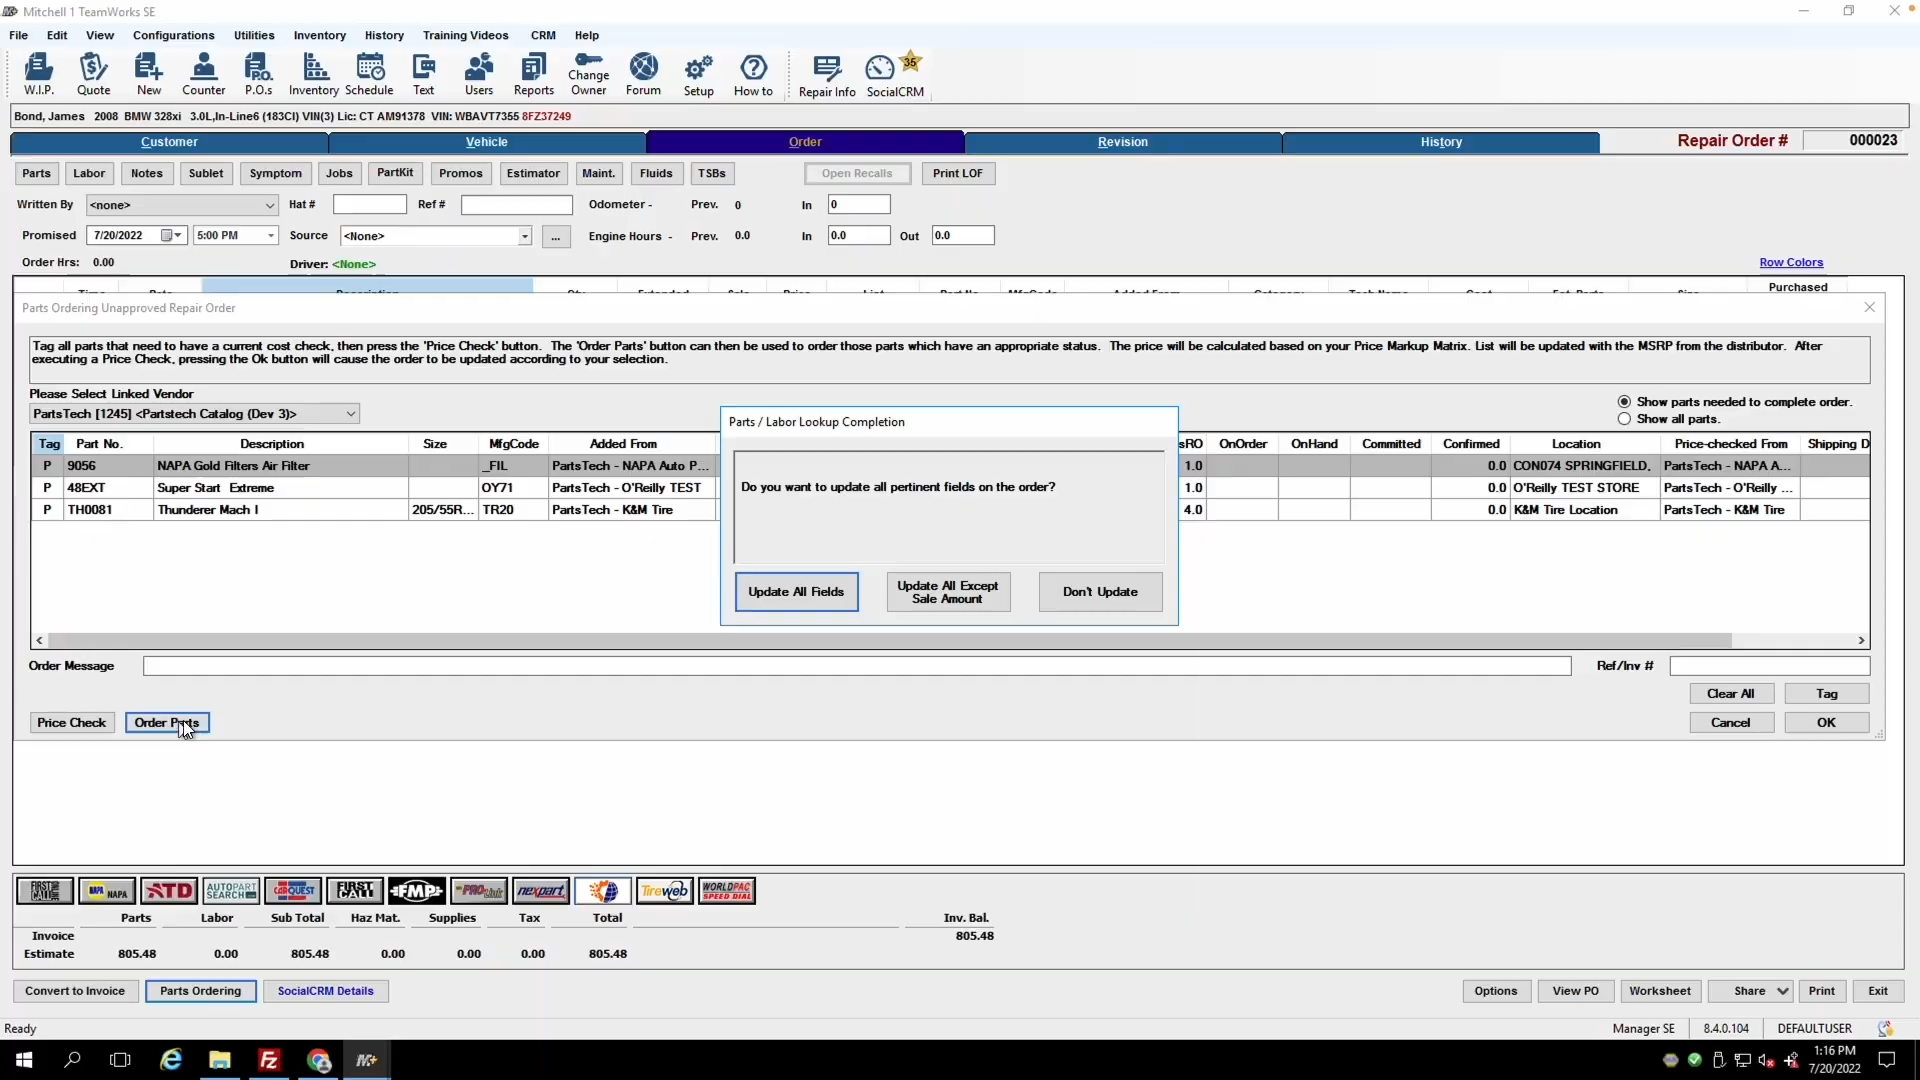 Mitchell 1 TeamWorks SE
File Edit View Configurations Utilities Inventory History Training Videos CRM Help
35
W.I.P. Quote New Counter P.O.s Inventory Schedule Text Users Reports Change Owner Forum Setup How to Repair Info SocialCRM
Bond, James 2008 BMW 328xi 3.0L,In-Line6 (183CI) VIN(3) Lic: CT AM91378 VIN: WBAVT7355 8FZ37249
Customer Vehicle Order Revision History Repair Order # 000023
Parts Labor Notes Sublet Symptom Jobs PartKit Promos Estimator Maint. Fluids TSBs Open Recalls Print LOF
Written By <none> Hat # Ref # Odometer - Prev. 0 In 0
Promised 7/20/2022 5:00 PM Source <None> ... Engine Hours - Prev. 0.0 In 0.0 Out 0.0
Order Hrs: 0.00 Driver: <None> Row Colors
Purchased
Parts Ordering Unapproved Repair Order
Tag all parts that need to have a current cost check, then press the 'Price Check' button. The 'Order Parts' button can then be used to order those parts which have an appropriate status. The price will be calculated based on your Price Markup Matrix. List will be updated with the MSRP from the distributor. After
executing a Price Check, pressing the Ok button will cause the order to be updated according to your selection.
Please Select Linked Vendor
PartsTech [1245] <Partstech Catalog (Dev 3)>
Show parts needed to complete order.
Show all parts.
Tag Part No. Description Size MfgCode Added From sRO OnOrder OnHand Committed Confirmed Location Price-checked From Shipping D
P 9056 NAPA Gold Filters Air Filter _FIL PartsTech - NAPA Auto P... 1.0 0.0 CON074 SPRINGFIELD, PartsTech - NAPA A...
P 48EXT Super Start Extreme OY71 PartsTech - O'Reilly TEST 1.0 0.0 O'Reilly TEST STORE PartsTech - O'Reilly ...
P TH0081 Thunderer Mach I 205/55R... TR20 PartsTech - K&M Tire 4.0 0.0 K&M Tire Location PartsTech - K&M Tire
Parts / Labor Lookup Completion
Do you want to update all pertinent fields on the order?
Update All Fields Update All Except Sale Amount Don't Update
Order Message Ref/Inv #
Clear All Tag
Price Check Order Parts Cancel OK
NAPA ATD AUTOPART SEARCH CARQUEST FIRST CALL FMP PROLink nexpart Tireweb WORLDPAC SPEED DIAL
Parts Labor Sub Total Haz Mat. Supplies Tax Total Inv. Bal.
Invoice 805.48
Estimate 805.48 0.00 805.48 0.00 0.00 0.00 805.48
Convert to Invoice Parts Ordering SocialCRM Details Options View PO Worksheet Share Print Exit
Ready Manager SE 8.4.0.104 DEFAULTUSER
1:16 PM
7/20/2022